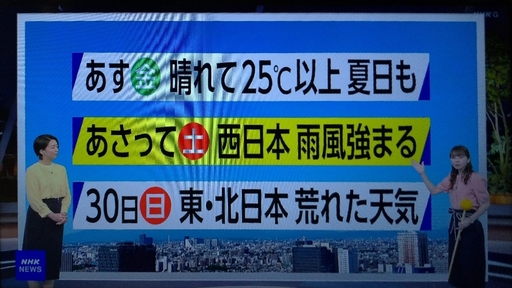 あす 金 晴れて 25℃以上 夏日も
あさって 土 西日本 雨風強まる
30日 日 東・北日本 荒れた天気
NHK
NEWS